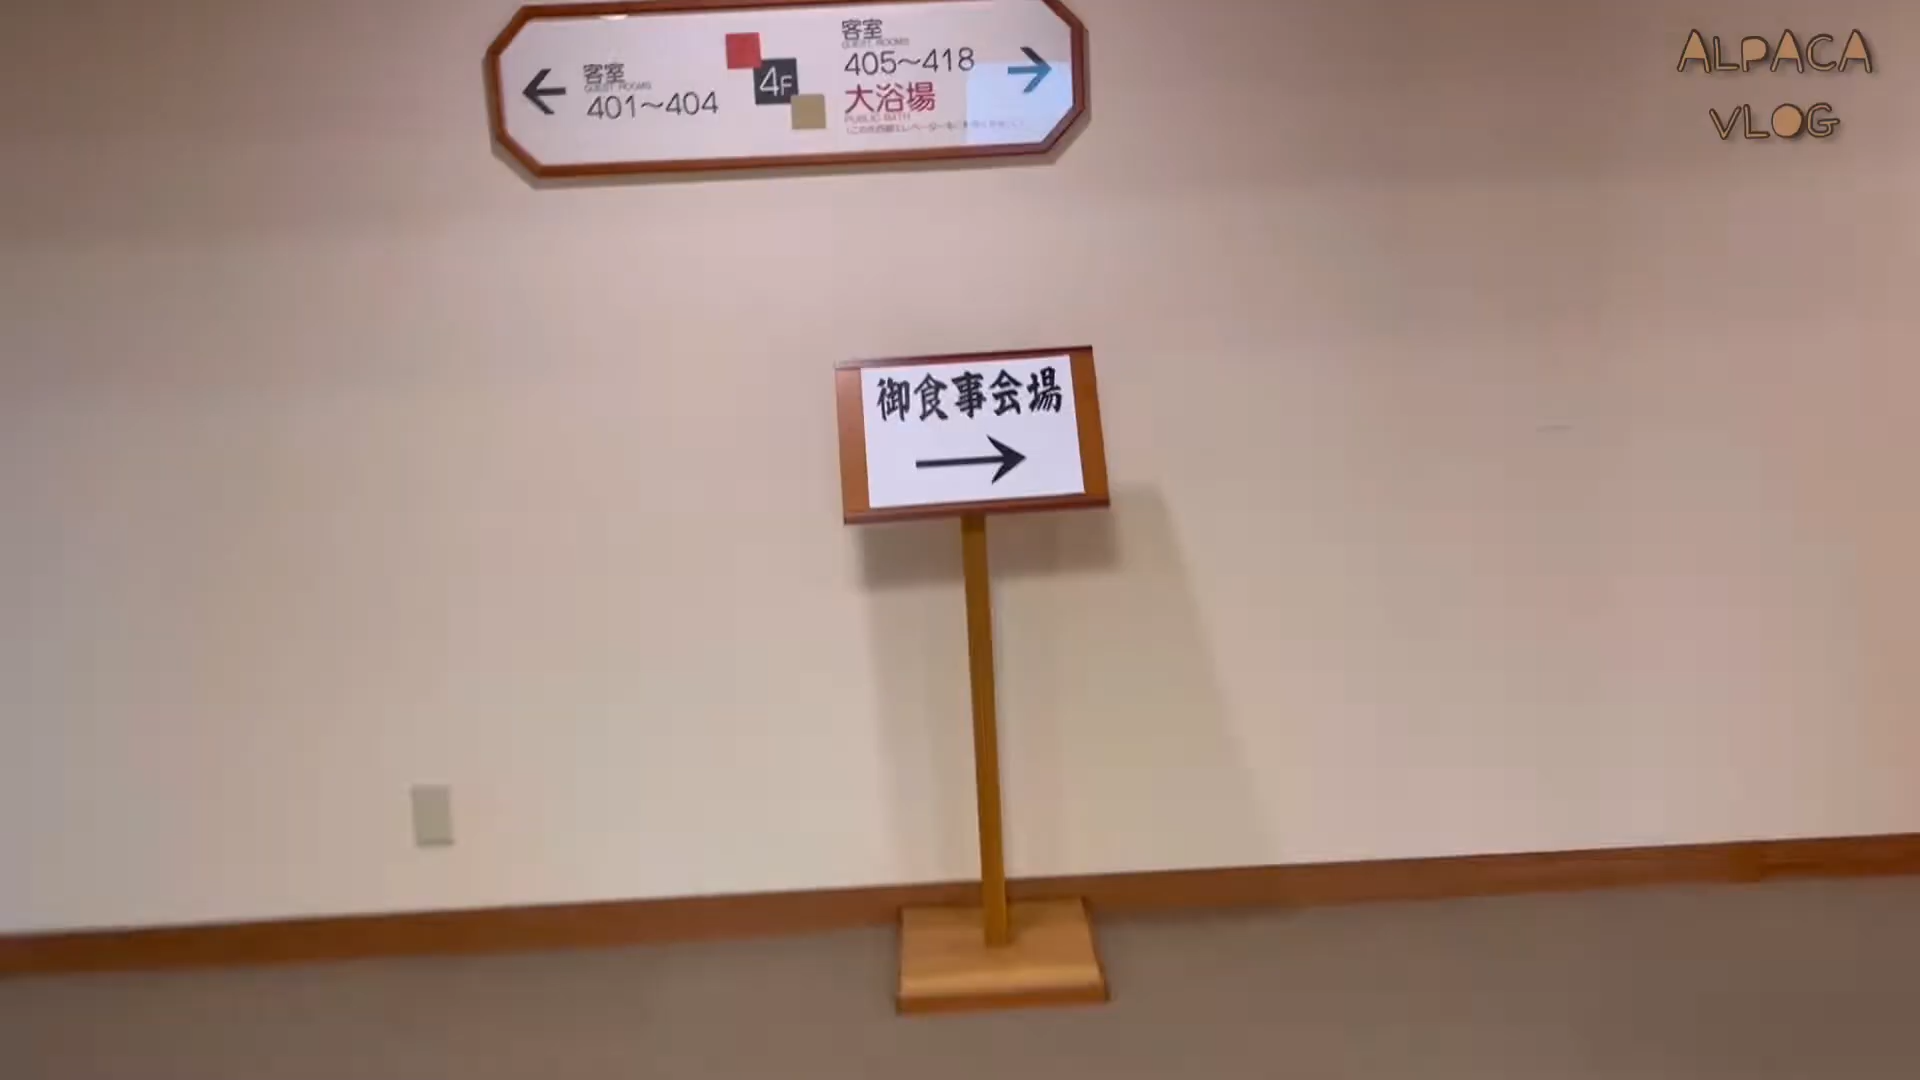 客室
GUEST ROOMS
401～404
4F
客室
GUEST ROOMS
405～418
大浴場
PUBLIC BATH
御食事会場
ALPACA
VLOG